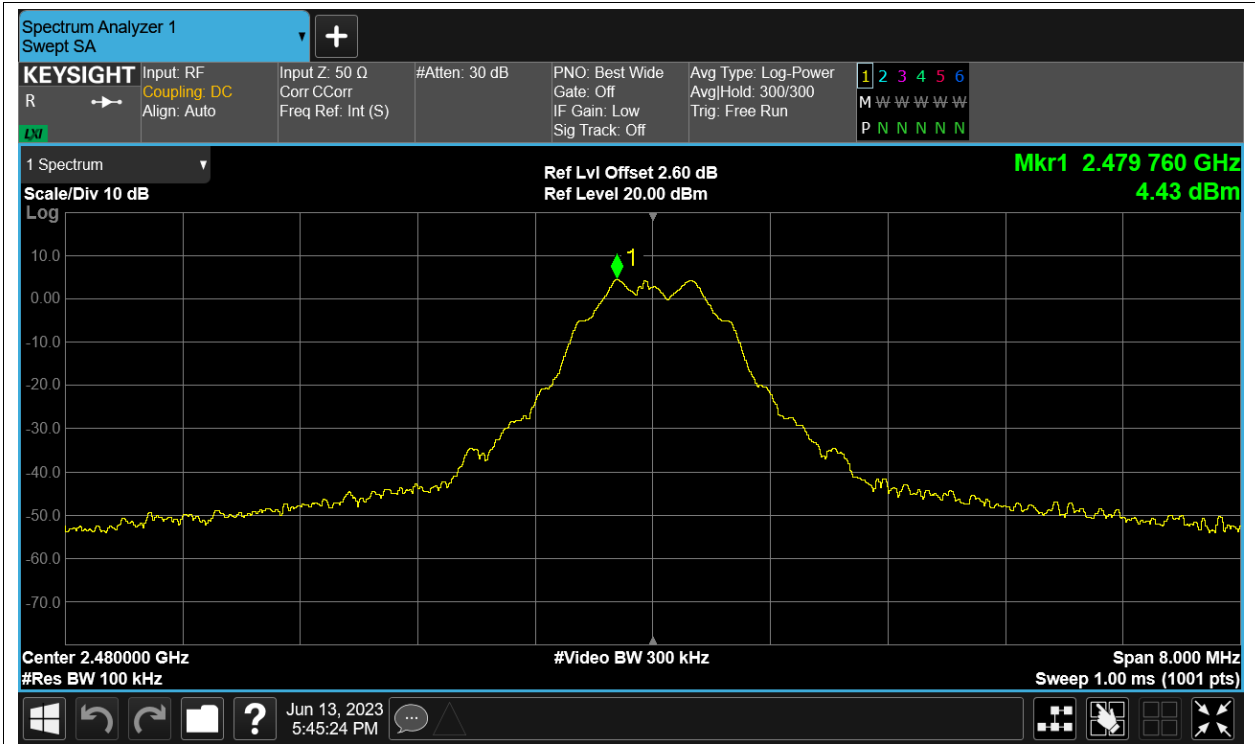 Spectrum Analyzer 1
Swept SA
KEYSIGHT
R
LXI
Input: RF
Coupling: DC
Align: Auto
Input Z: 50 Ω
Corr CCorr
Freq Ref: Int (S)
#Atten: 30 dB
PNO: Best Wide
Gate: Off
IF Gain: Low
Sig Track: Off
Avg Type: Log-Power
Avg|Hold: 300/300
Trig: Free Run
1 2 3 4 5 6
M W W W W W
P N N N N N
1 Spectrum
Scale/Div 10 dB
Log
Ref Lvl Offset 2.60 dB
Ref Level 20.00 dBm
Mkr1 2.479 760 GHz
4.43 dBm
1
10.0
0.00
-10.0
-20.0
-30.0
-40.0
-50.0
-60.0
-70.0
Center 2.480000 GHz
#Res BW 100 kHz
#Video BW 300 kHz
Span 8.000 MHz
Sweep 1.00 ms (1001 pts)
?
Jun 13, 2023
5:45:24 PM